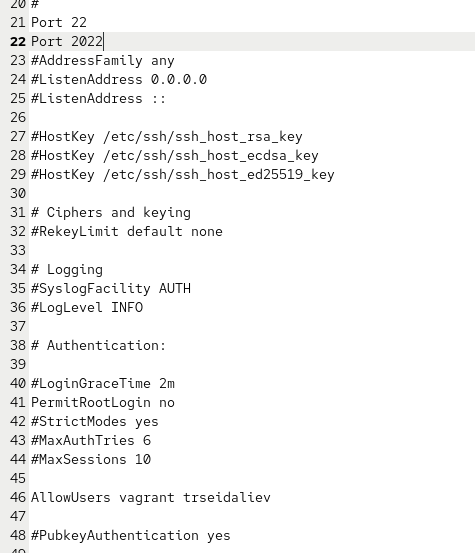 20 #
21 Port 22
22 Port 2022
23 #AddressFamily any
24 #ListenAddress 0.0.0.0
25 #ListenAddress ::
26
27 #HostKey /etc/ssh/ssh_host_rsa_key
28 #HostKey /etc/ssh/ssh_host_ecdsa_key
29 #HostKey /etc/ssh/ssh_host_ed25519_key
30
31 # Ciphers and keying
32 #RekeyLimit default none
33
34 # Logging
35 #SyslogFacility AUTH
36 #LogLevel INFO
37
38 # Authentication:
39
40 #LoginGraceTime 2m
41 PermitRootLogin no
42 #StrictModes yes
43 #MaxAuthTries 6
44 #MaxSessions 10
45
46 AllowUsers vagrant trseidaliev
47
48 #PubkeyAuthentication yes
49